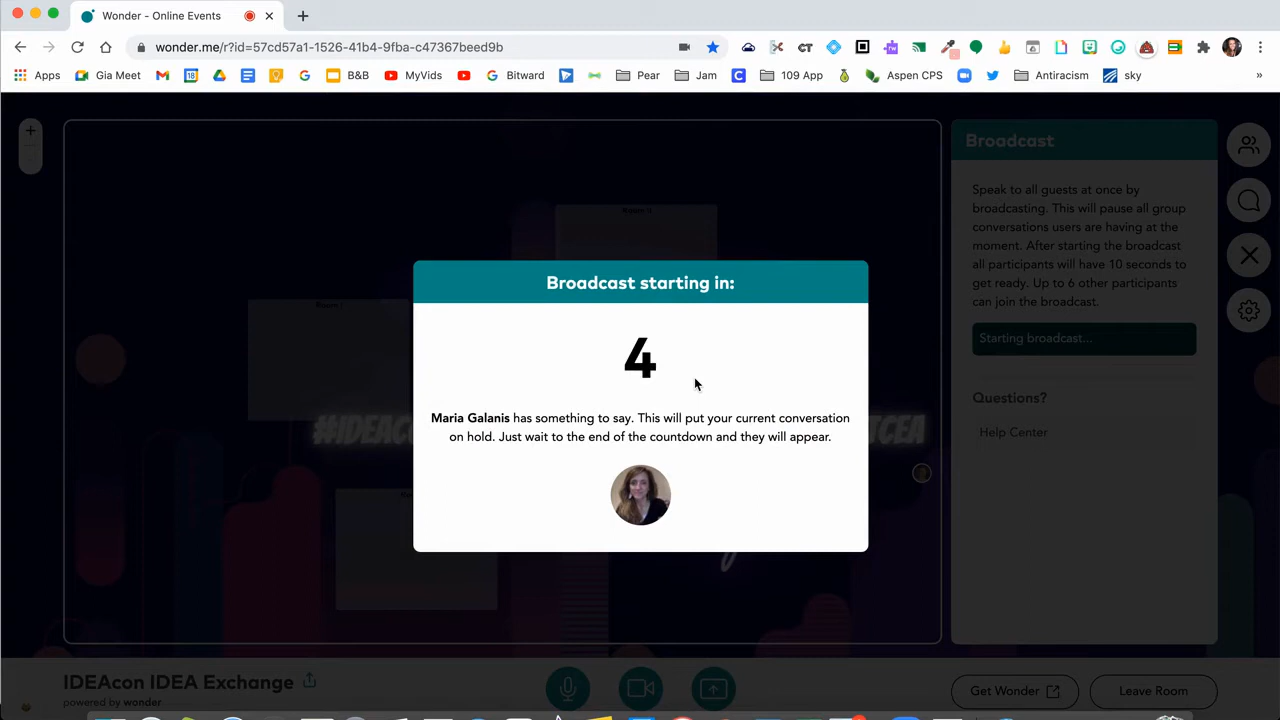 Wonder - Online Events
wonder.me/r?id=57cd57a1-1526-41b4-9fba-c47367beed9b
Apps Gia Meet B&B MyVids Bitward Pear Jam 109 App Aspen CPS Antiracism sky »
Broadcast
Speak to all guests at once by
broadcasting. This will pause all group
conversations users are having at the
moment. After starting the broadcast
all participants will have 10 seconds to
get ready. Up to 6 other participants
can join the broadcast.
Starting broadcast...
Questions?
Help Center
Broadcast starting in:
4
Maria Galanis has something to say. This will put your current conversation
on hold. Just wait to the end of the countdown and they will appear.
#IDEAC
TCEA
IDEAcon IDEA Exchange
powered by wonder
Get Wonder
Leave Room